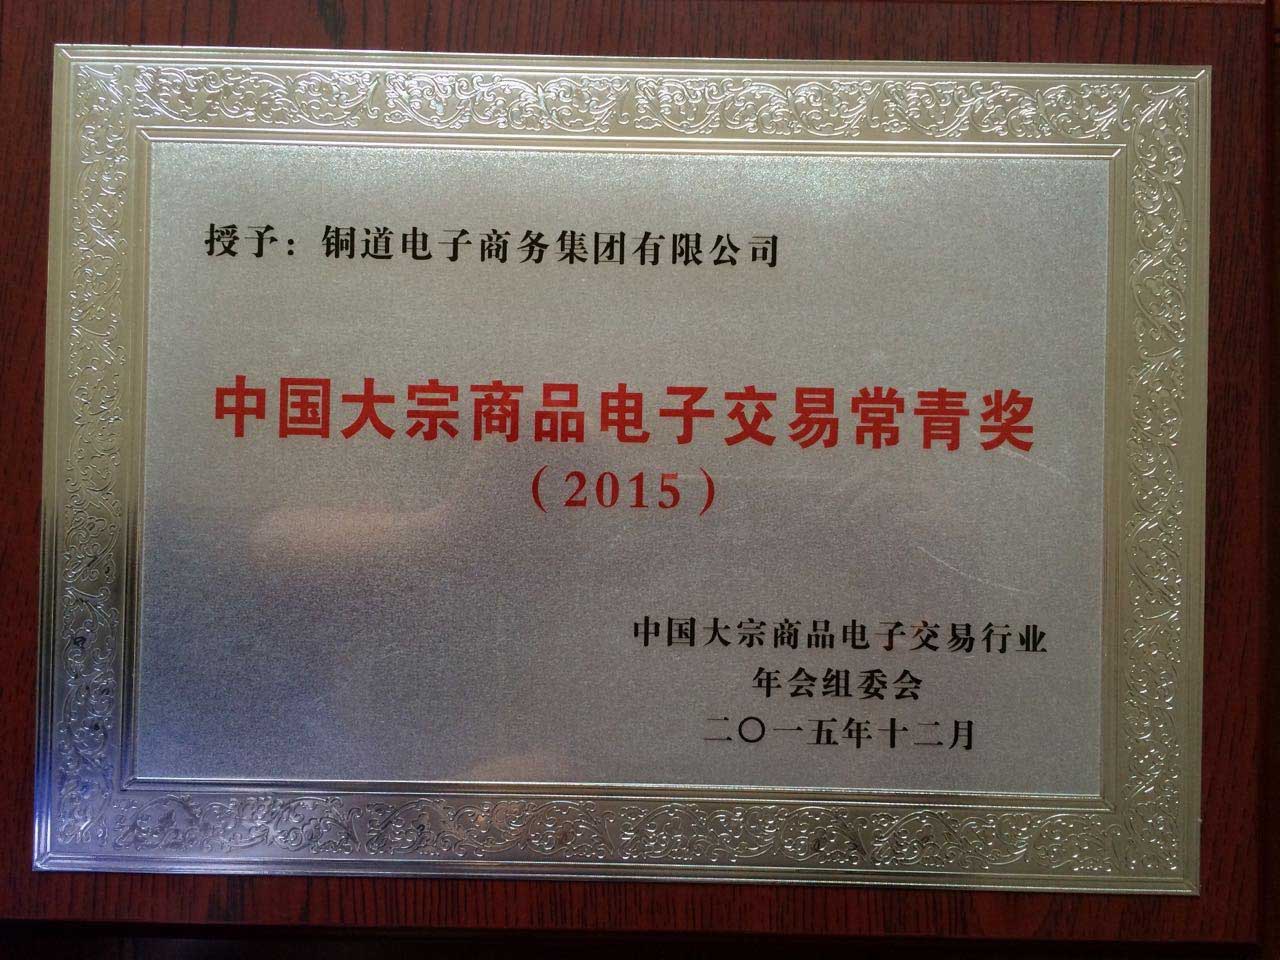 授予：铜道电子商务集团有限公司
中国大宗商品电子交易常青奖
（2015）
中国大宗商品电子交易行业
年会组委会
二〇一五年十二月